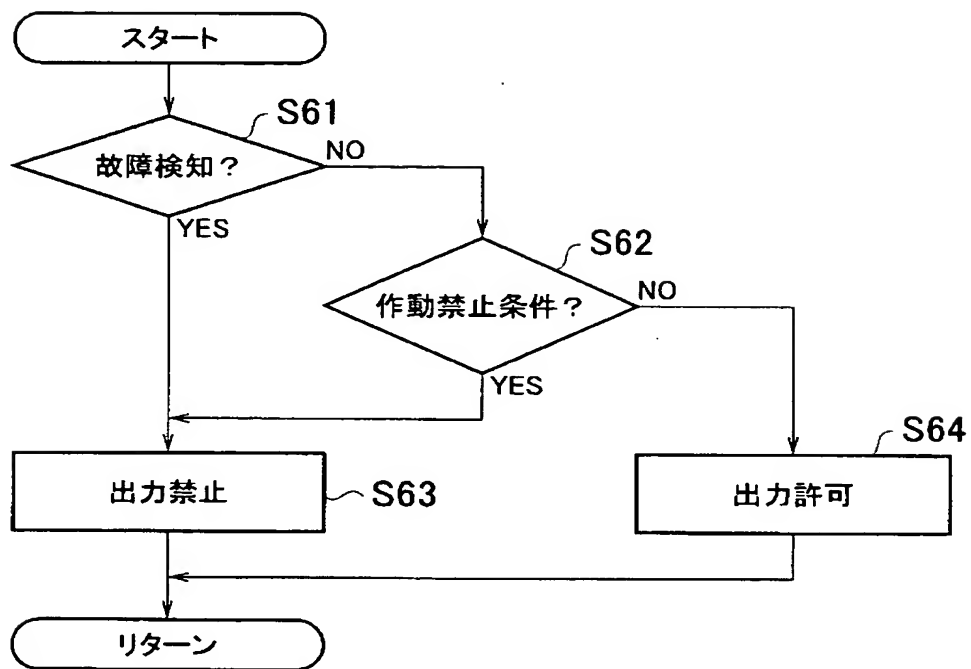 スタート
S61
故障検知?
NO
YES
S62
作動禁止条件?
NO
YES
S64
出力禁止
S63
出力許可
リターン